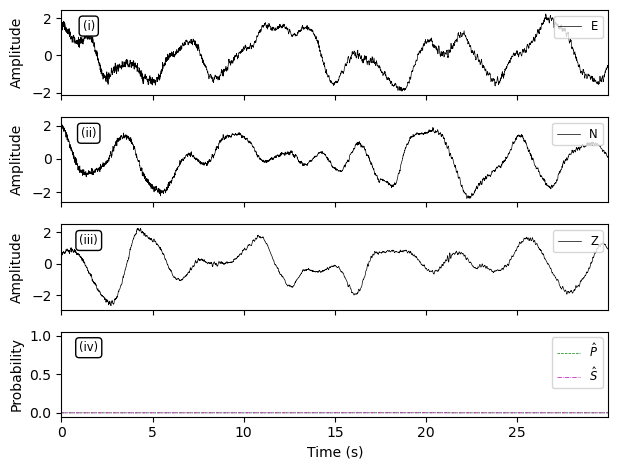 Amplitude
2
0
−2
(i)
E
Amplitude
2
0
−2
(ii)
N
Amplitude
2
0
−2
(iii)
Z
Probability
1.0
0.5
0.0
(iv)
P̂
Ŝ
0 5 10 15 20 25
Time (s)